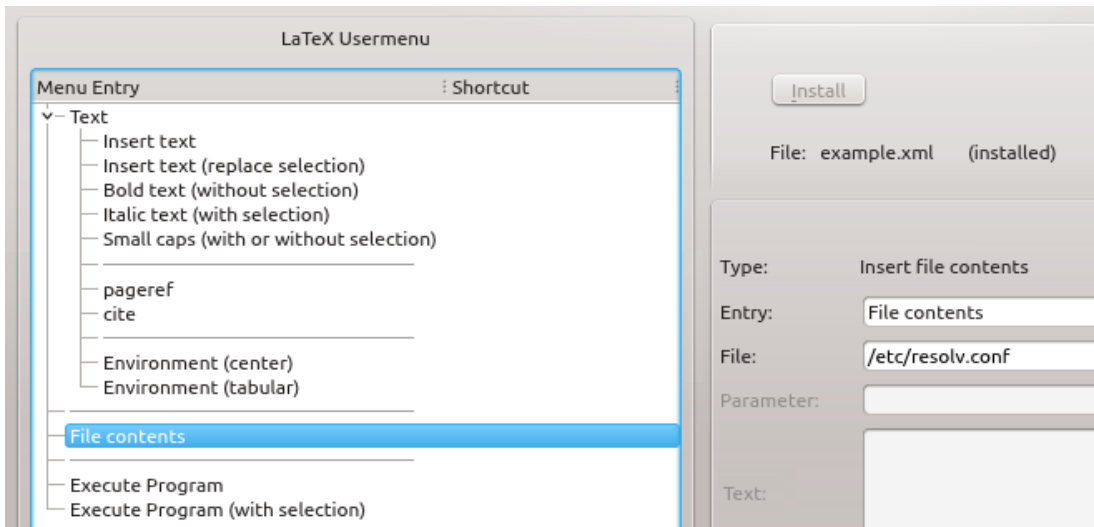 LaTeX Usermenu
Menu Entry Shortcut
Text
Insert text
Insert text (replace selection)
Bold text (without selection)
Italic text (with selection)
Small caps (with or without selection)
pageref
cite
Environment (center)
Environment (tabular)
File contents
Execute Program
Execute Program (with selection)
Install
File: example.xml (installed)
Type: Insert file contents
Entry: File contents
File: /etc/resolv.conf
Parameter:
Text: